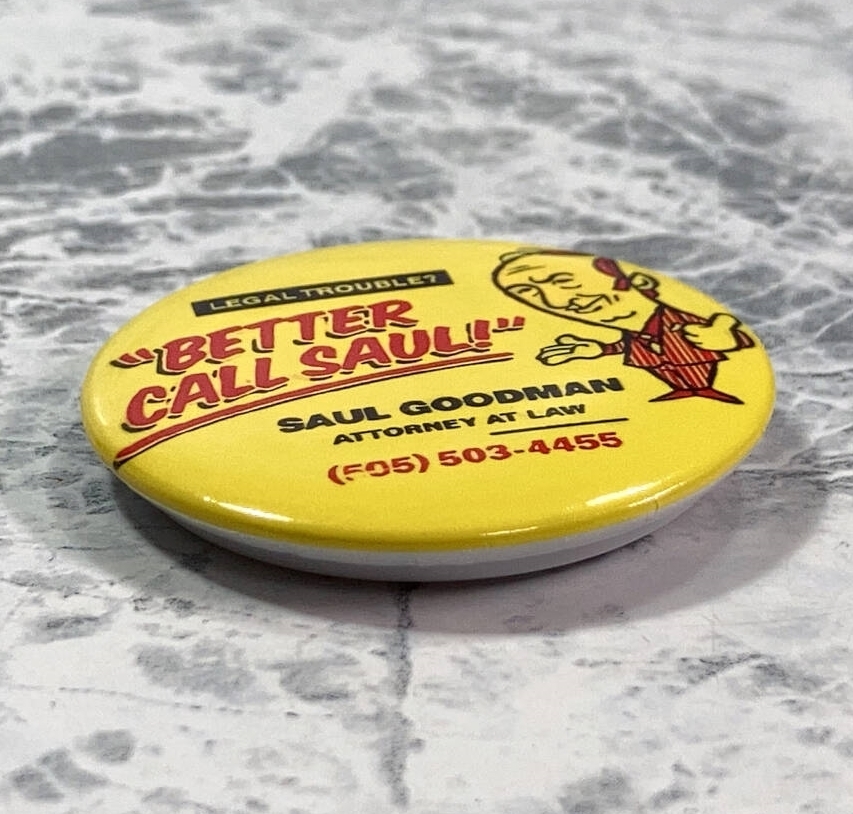 LEGAL TROUBLE?
"BETTER
CALL SAUL!"
SAUL GOODMAN
ATTORNEY AT LAW
(505) 503-4455